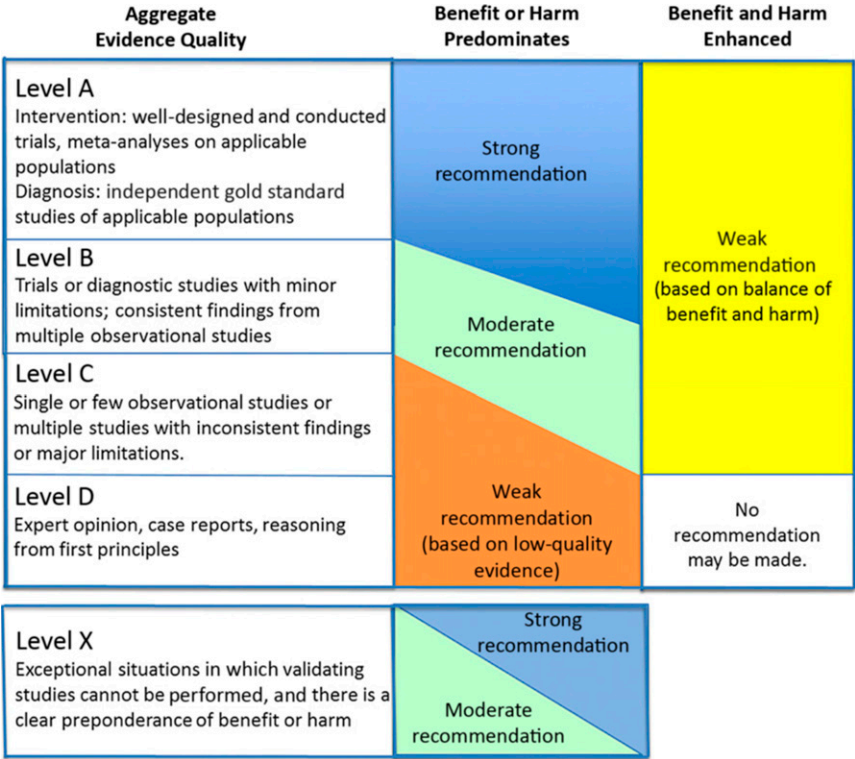 Aggregate
Evidence Quality
Benefit or Harm
Predominates
Benefit and Harm
Enhanced
Level A
Intervention: well-designed and conducted
trials, meta-analyses on applicable
populations
Diagnosis: independent gold standard
studies of applicable populations
Strong
recommendation
Weak
recommendation
(based on balance of
benefit and harm)
Level B
Trials or diagnostic studies with minor
limitations; consistent findings from
multiple observational studies
Moderate
recommendation
Level C
Single or few observational studies or
multiple studies with inconsistent findings
or major limitations.
Level D
Expert opinion, case reports, reasoning
from first principles
Weak
recommendation
(based on low-quality
evidence)
No
recommendation
may be made.
Level X
Exceptional situations in which validating
studies cannot be performed, and there is a
clear preponderance of benefit or harm
Strong
recommendation
Moderate
recommendation